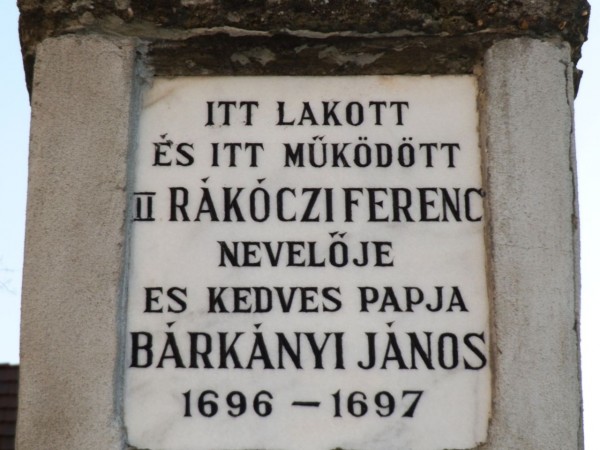 ITT LAKOTT
ÉS ITT MŰKÖDÖTT
II RÁKÓCZI FERENC
NEVELŐJE
ES KEDVES PAPJA
BÁRKÁNYI JÁNOS
1696 – 1697